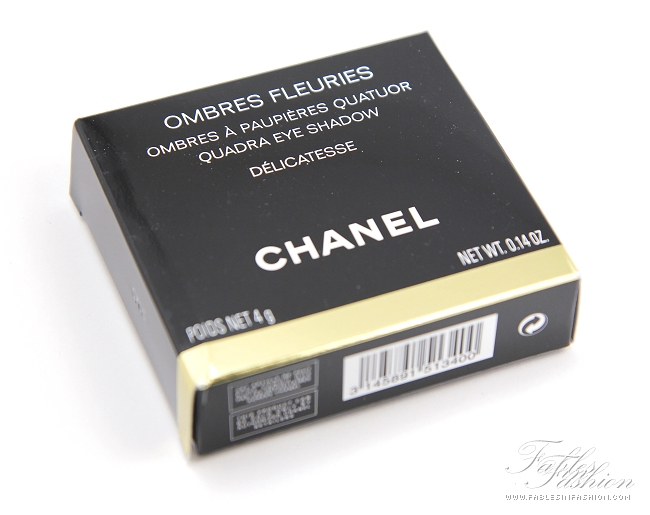 OMBRES FLEURIES
OMBRES À PAUPIÈRES QUATUOR
QUADRA EYE SHADOW
DÉLICATESSE
CHANEL
POIDS NET 4 g
NET WT. 0.14 OZ.
3 145891 513400
Fables in Fashion
WWW.FABLESINFASHION.COM